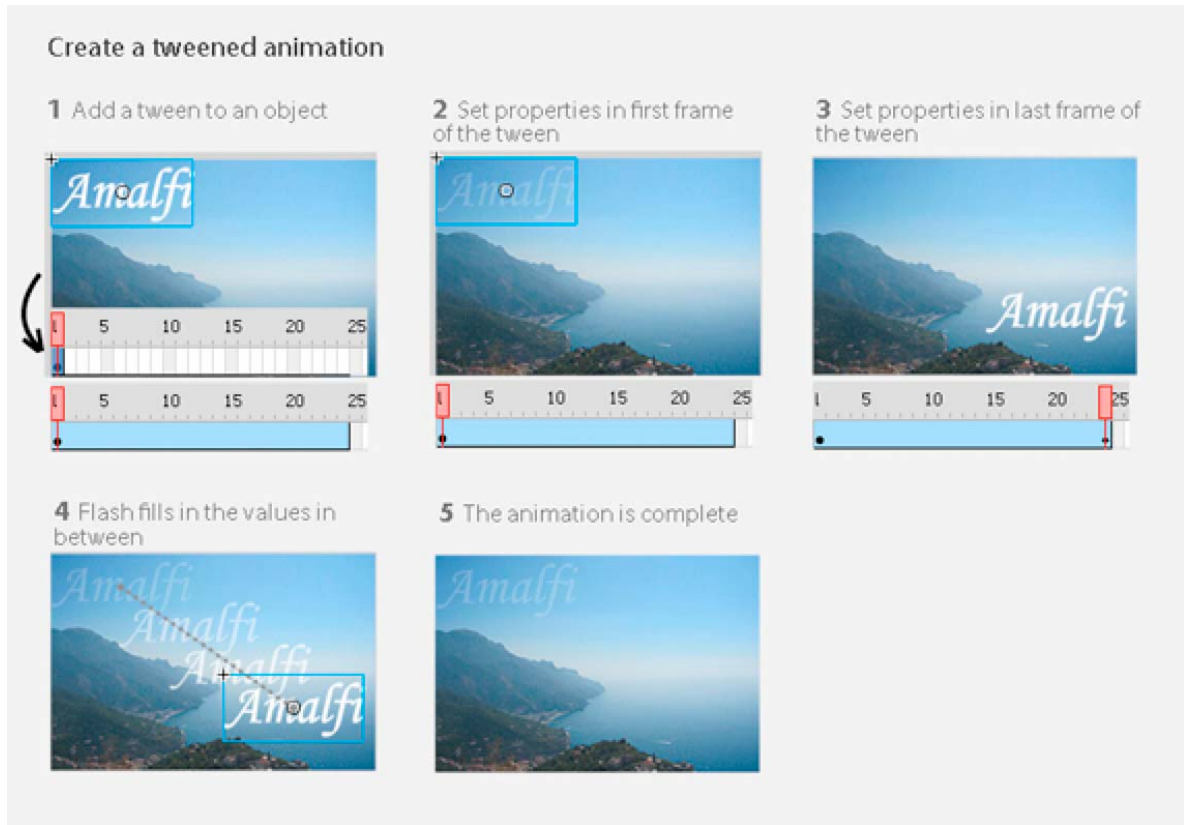 Create a tweened animation
1 Add a tween to an object
2 Set properties in first frame
of the tween
3 Set properties in last frame of
the tween
Amalfi
Amalfi
Amalfi
1 5 10 15 20 25
1 5 10 15 20 25
1 5 10 15 20 25
1 5 10 15 20 25
4 Flash fills in the values in
between
5 The animation is complete
Amalfi
Amalfi
Amalfi
Amalfi
Amalfi